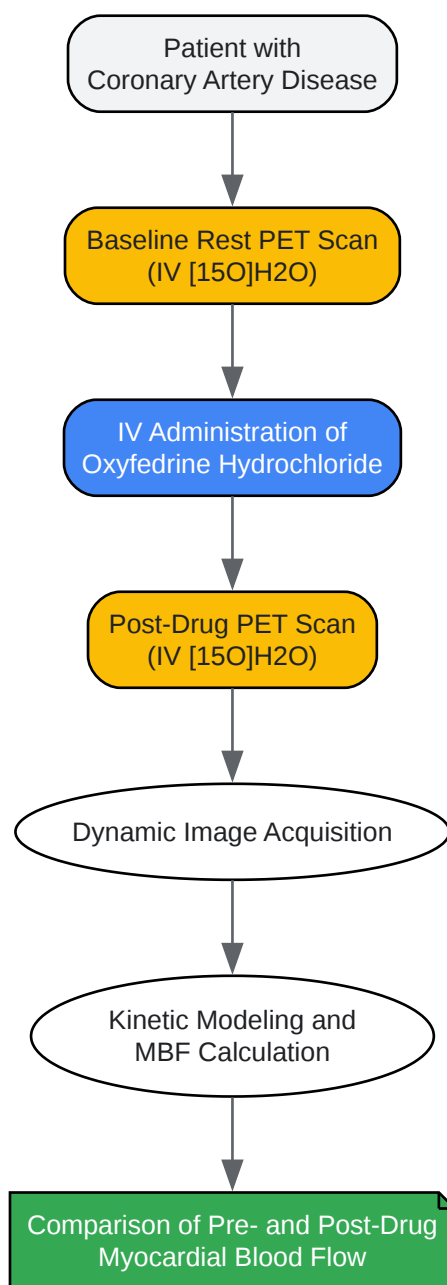 Patient with
Coronary Artery Disease
Baseline Rest PET Scan
(IV [15O]H2O)
IV Administration of
Oxyfedrine Hydrochloride
Post-Drug PET Scan
(IV [15O]H2O)
Dynamic Image Acquisition
Kinetic Modeling and
MBF Calculation
Comparison of Pre- and Post-Drug
Myocardial Blood Flow